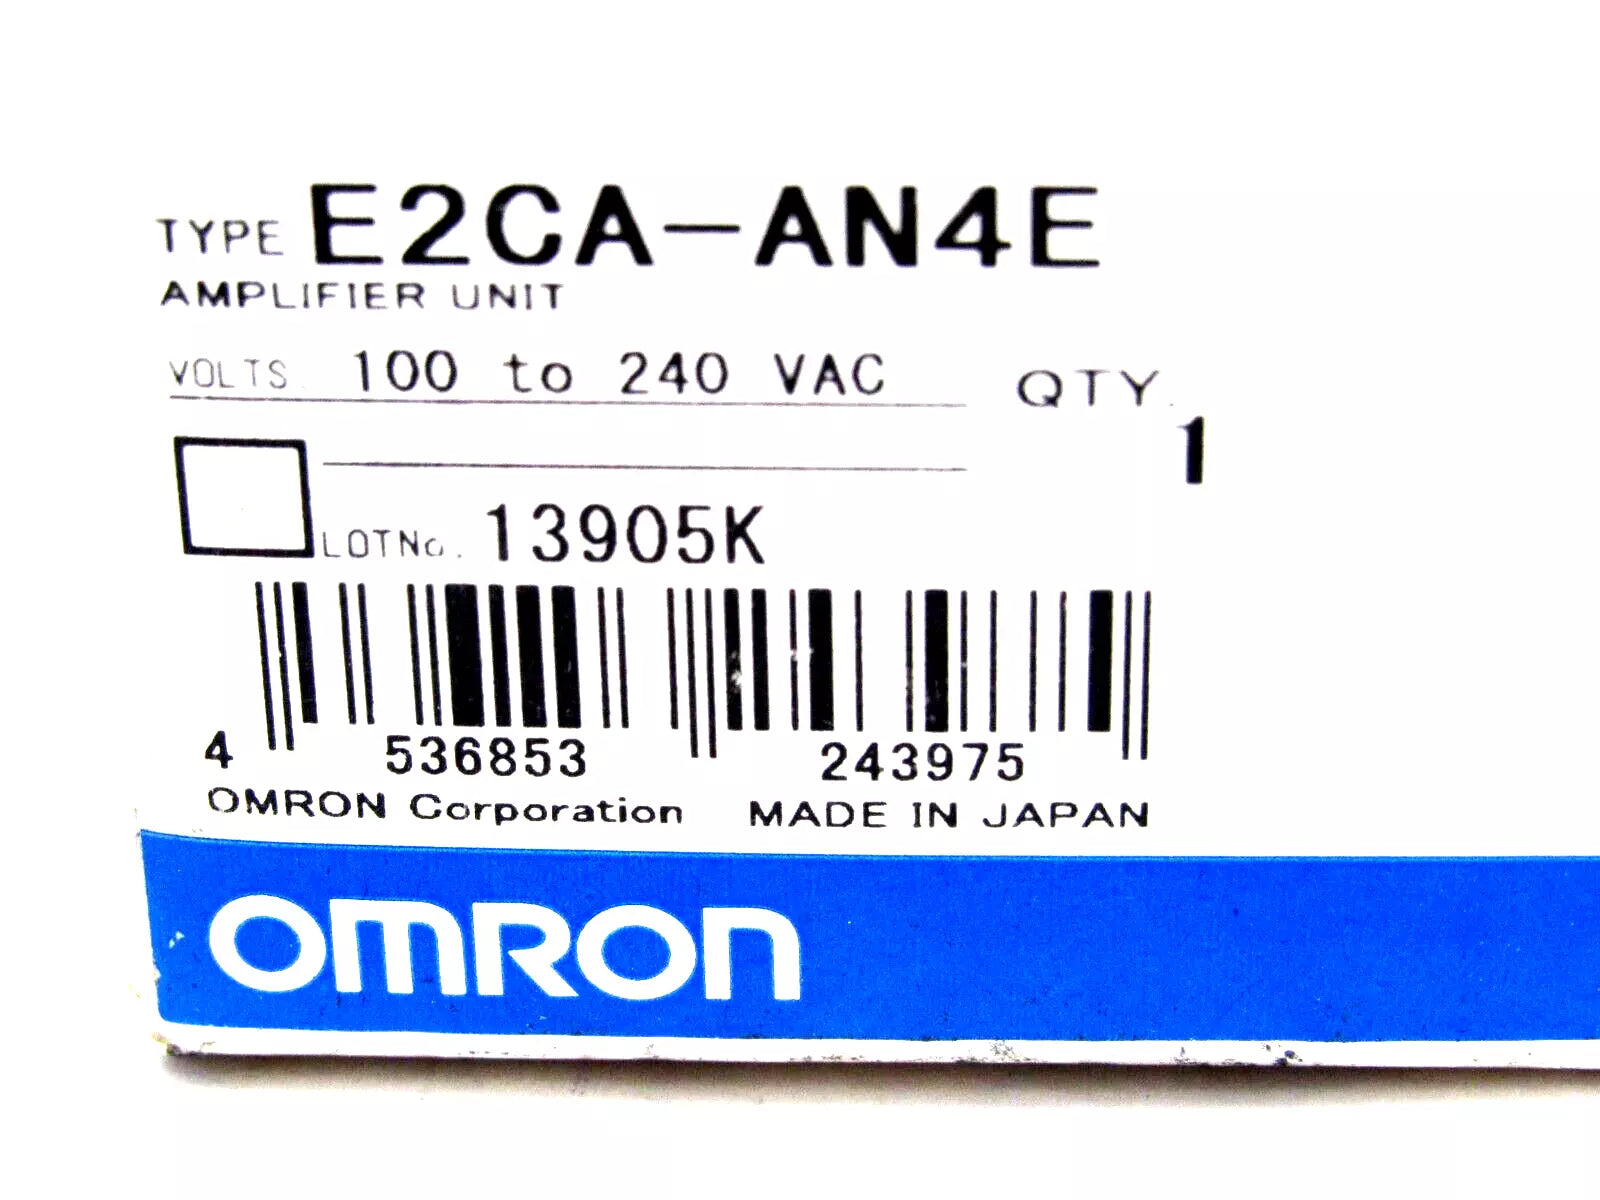 TYPE E2CA-AN4E
AMPLIFIER UNIT
VOLTS. 100 to 240 VAC QTY.
1
LOTNo. 13905K
4 536853 243975
OMRON Corporation MADE IN JAPAN
OMRON